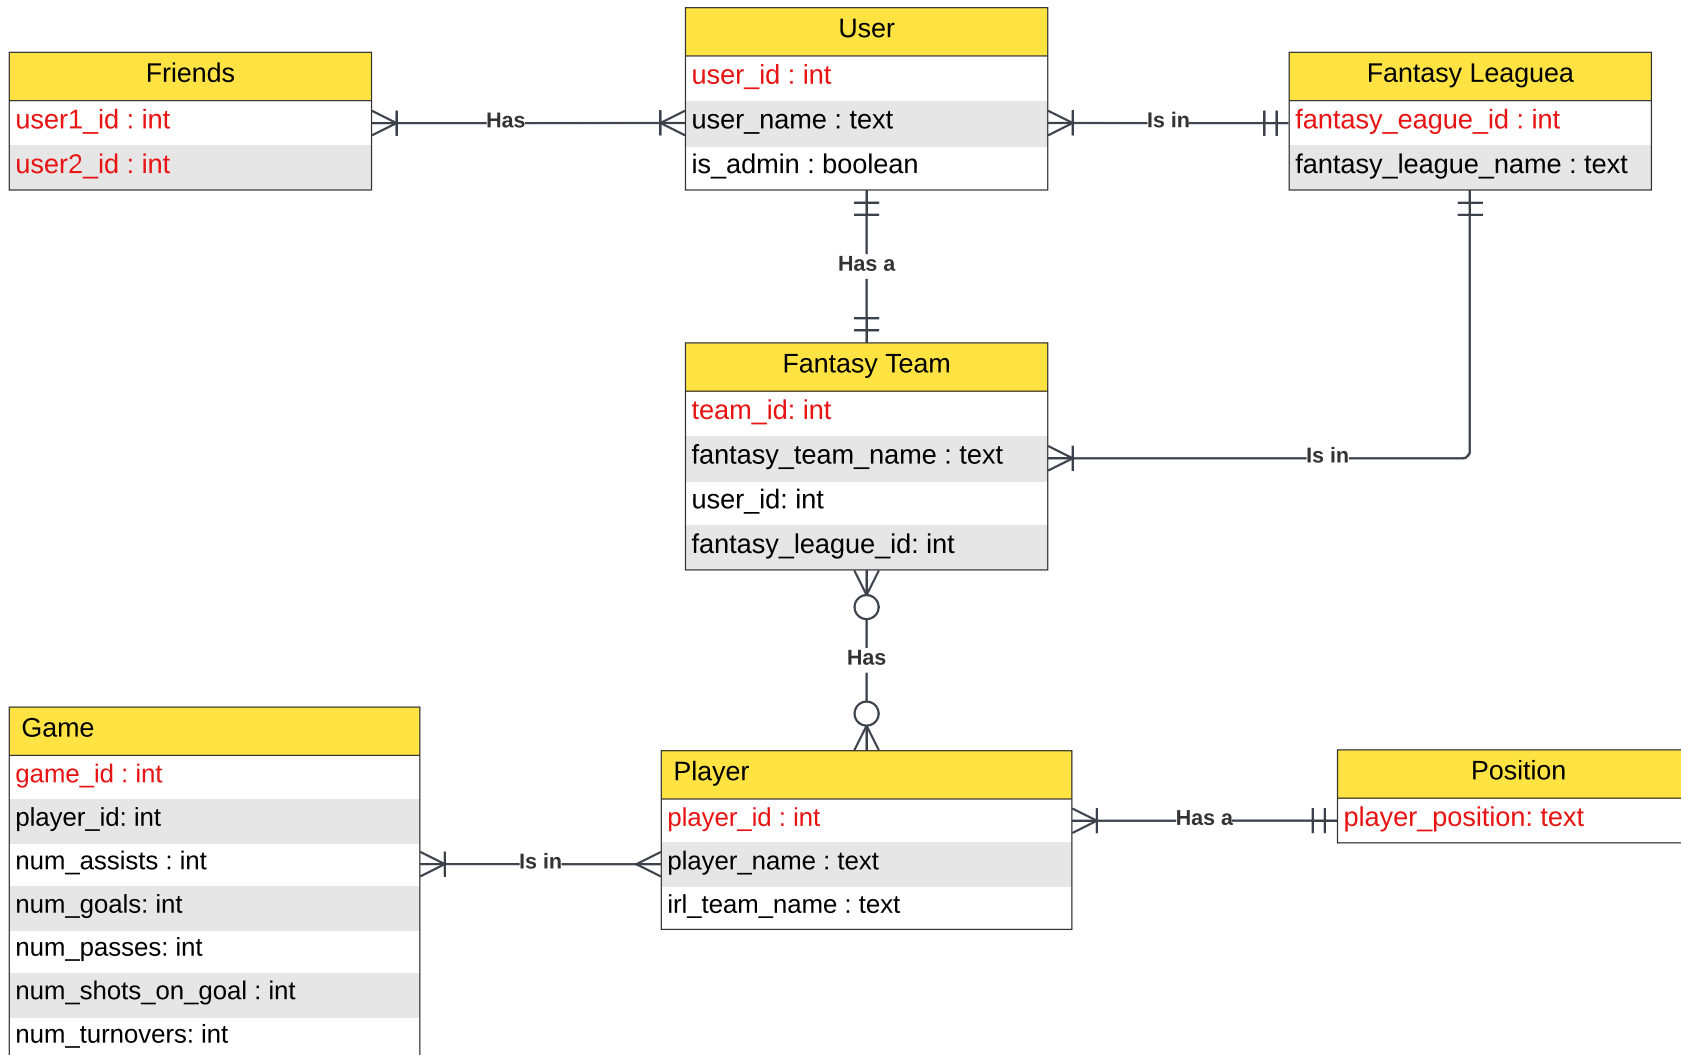 User
user_id : int
user_name : text
is_admin : boolean
Friends
user1_id : int
user2_id : int
Has
Is in
Fantasy Leaguea
fantasy_eague_id : int
fantasy_league_name : text
Has a
Fantasy Team
team_id: int
fantasy_team_name : text
user_id: int
fantasy_league_id: int
Is in
Has
Game
game_id : int
player_id: int
num_assists : int
num_goals: int
num_passes: int
num_shots_on_goal : int
num_turnovers: int
Is in
Player
player_id : int
player_name : text
irl_team_name : text
Has a
Position
player_position: text